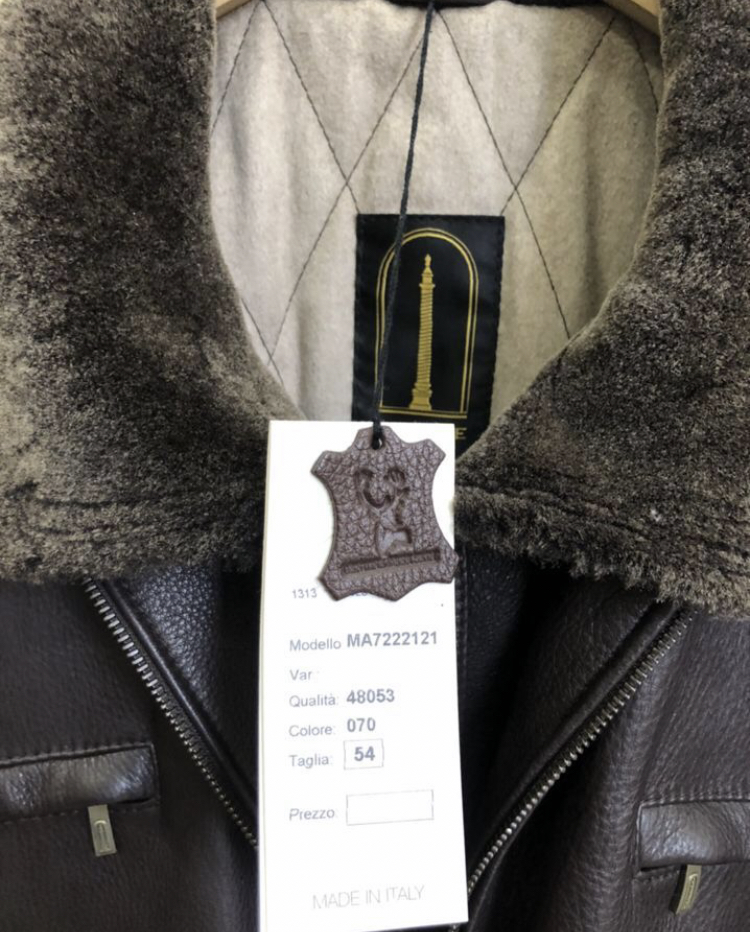 1313
Modello MA7222121
Var
Qualità: 48053
Colore: 070
Taglia: 54
Prezzo:
MADE IN ITALY